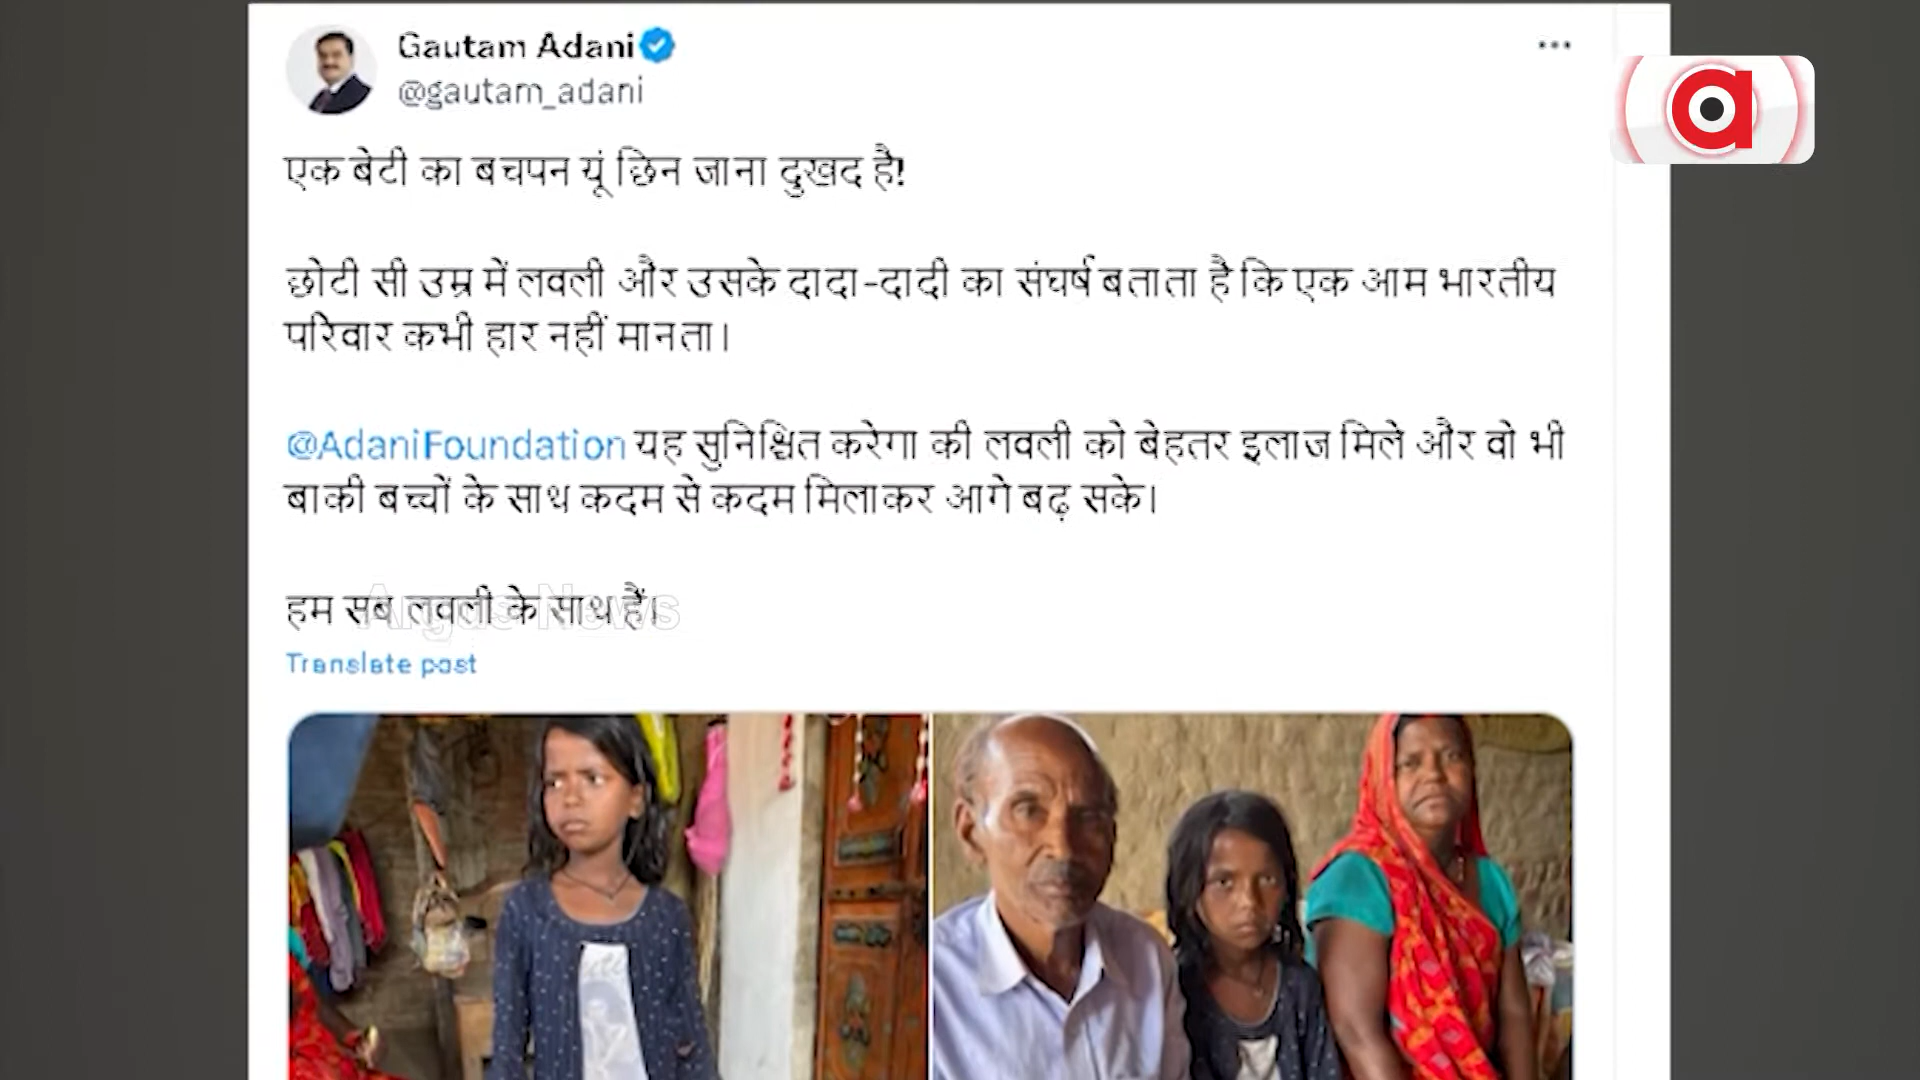 Gautam Adani
@gautam_adani
एक बेटी का बचपन यूं छिन जाना दुखद है!
छोटी सी उम्र में लवली और उसके दादा-दादी का संघर्ष बताता है कि एक आम भारतीय
परिवार कभी हार नहीं मानता।
@AdaniFoundation यह सुनिश्चित करेगा की लवली को बेहतर इलाज मिले और वो भी
बाकी बच्चों के साथ कदम से कदम मिलाकर आगे बढ़ सके।
हम सब लवली के साथ हैं।
Argus News
Translate post
a